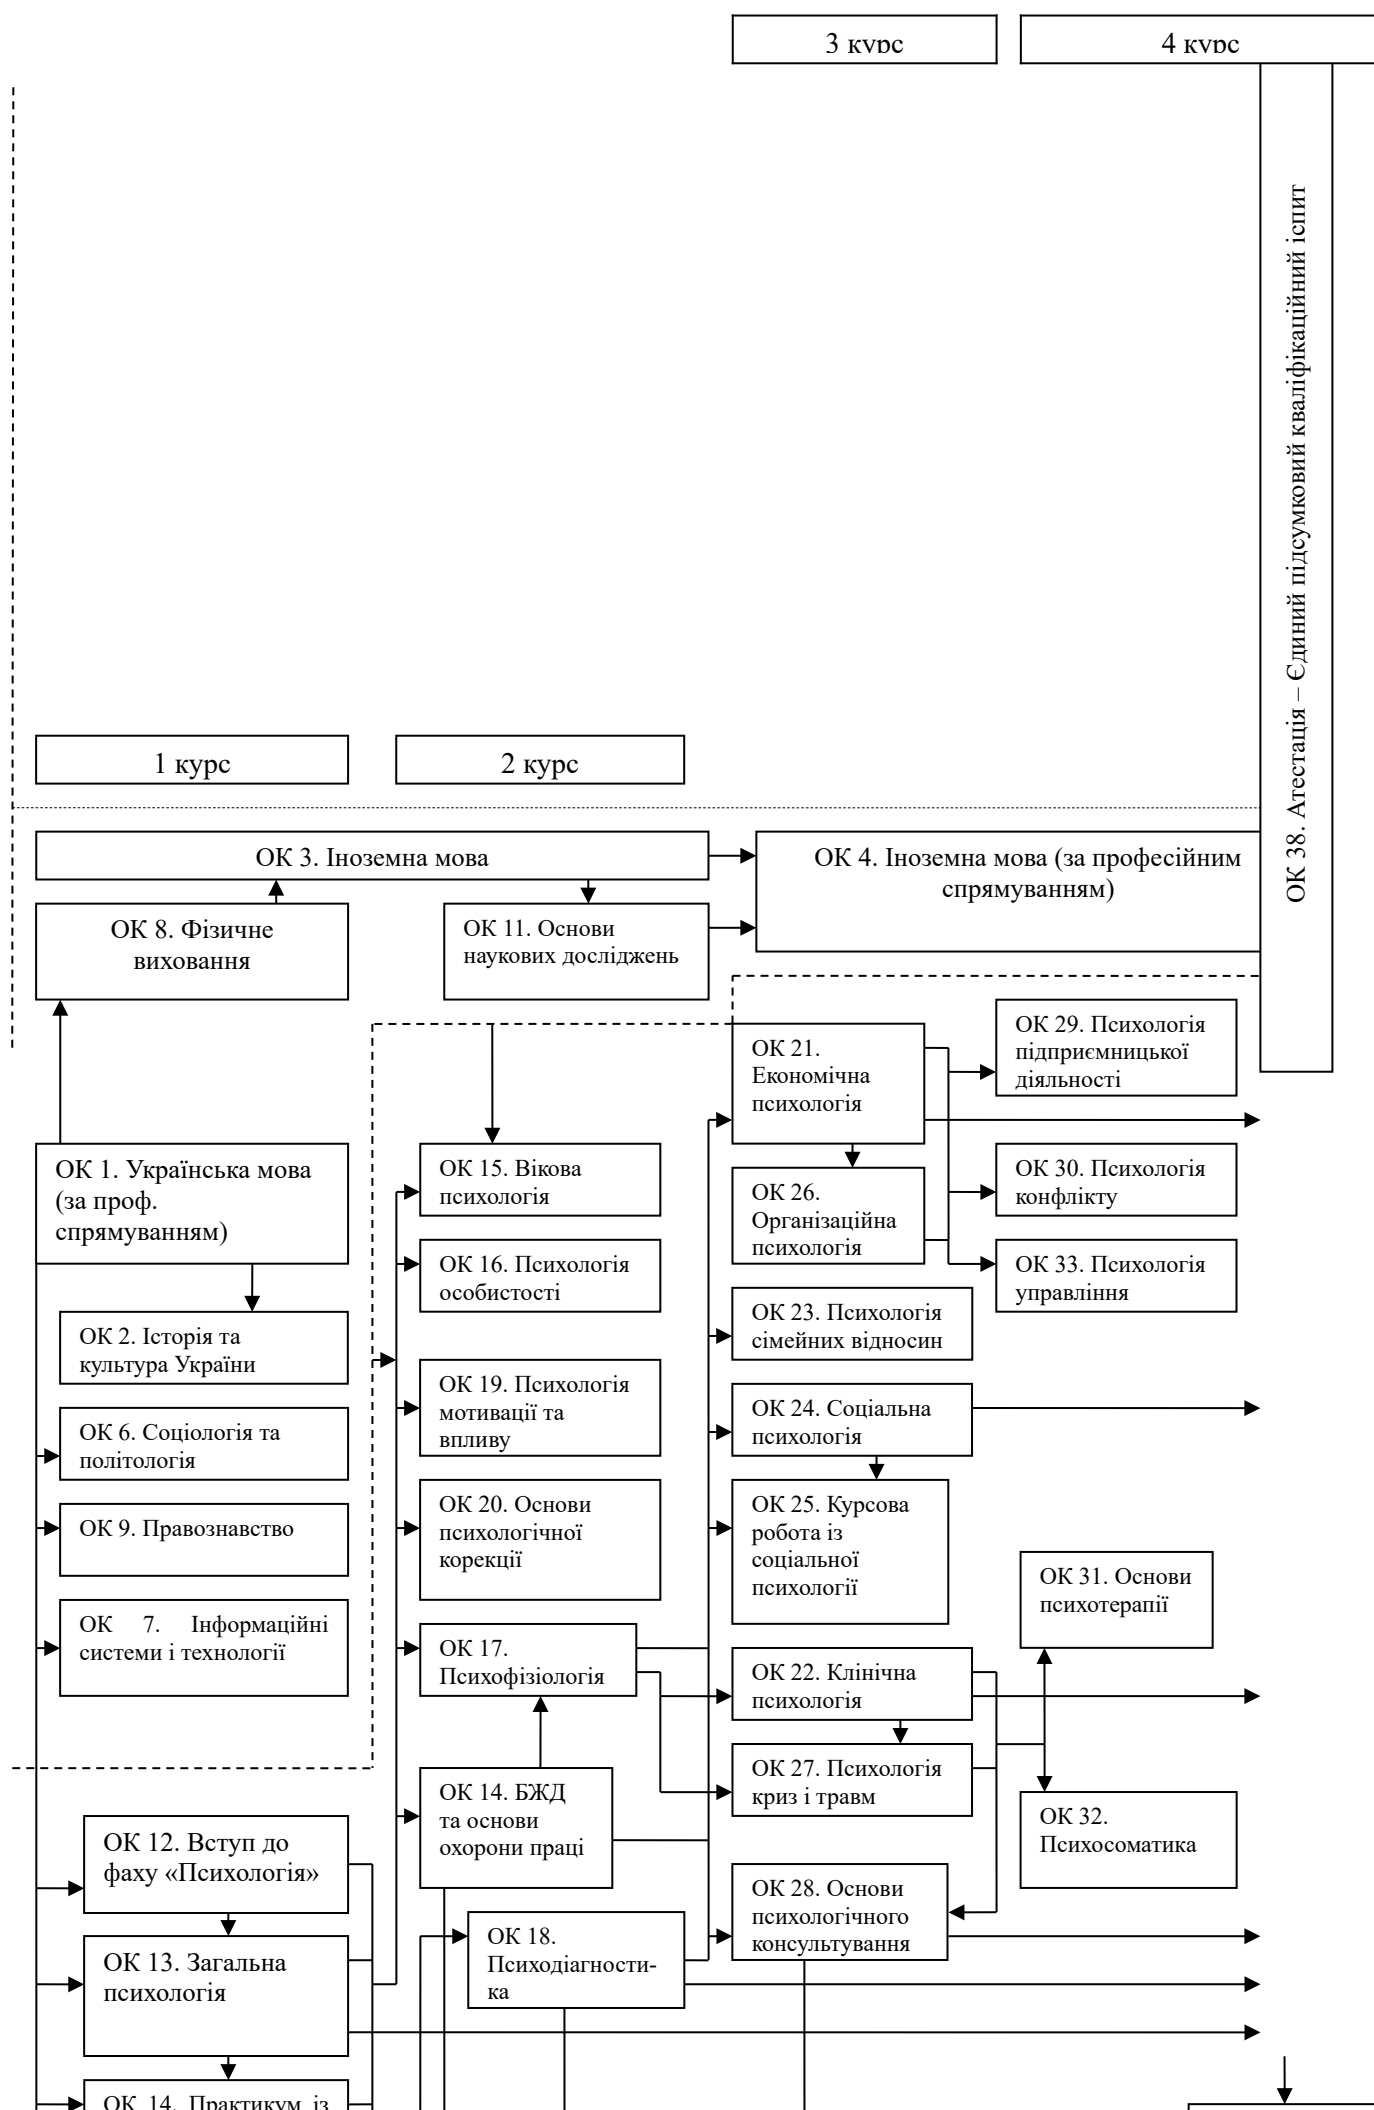 3 курс
4 курс
ОК 38. Атестація – Єдиний підсумковий кваліфікаційний іспит
1 курс
2 курс
ОК 3. Іноземна мова
ОК 4. Іноземна мова (за професійним
спрямуванням)
ОК 8. Фізичне
виховання
ОК 11. Основи
наукових досліджень
ОК 21.
Економічна
психологія
ОК 29. Психологія
підприємницької
діяльності
ОК 1. Українська мова
(за проф.
спрямуванням)
ОК 15. Вікова
психологія
ОК 26.
Організаційна
психологія
ОК 30. Психологія
конфлікту
ОК 16. Психологія
особистості
ОК 33. Психологія
управління
ОК 2. Історія та
культура України
ОК 23. Психологія
сімейних відносин
ОК 19. Психологія
мотивації та
впливу
ОК 24. Соціальна
психологія
ОК 6. Соціологія та
політологія
ОК 20. Основи
психологічної
корекції
ОК 25. Курсова
робота із
соціальної
психології
ОК 9. Правознавство
ОК 31. Основи
психотерапії
ОК 7. Інформаційні
системи і технології
ОК 17.
Психофізіологія
ОК 22. Клінічна
психологія
ОК 27. Психологія
криз і травм
ОК 14. БЖД
та основи
охорони праці
ОК 32.
Психосоматика
ОК 12. Вступ до
фаху «Психологія»
ОК 28. Основи
психологічного
консультування
ОК 18.
Психодіагности-
ка
ОК 13. Загальна
психологія
ОК 14. Практикум із